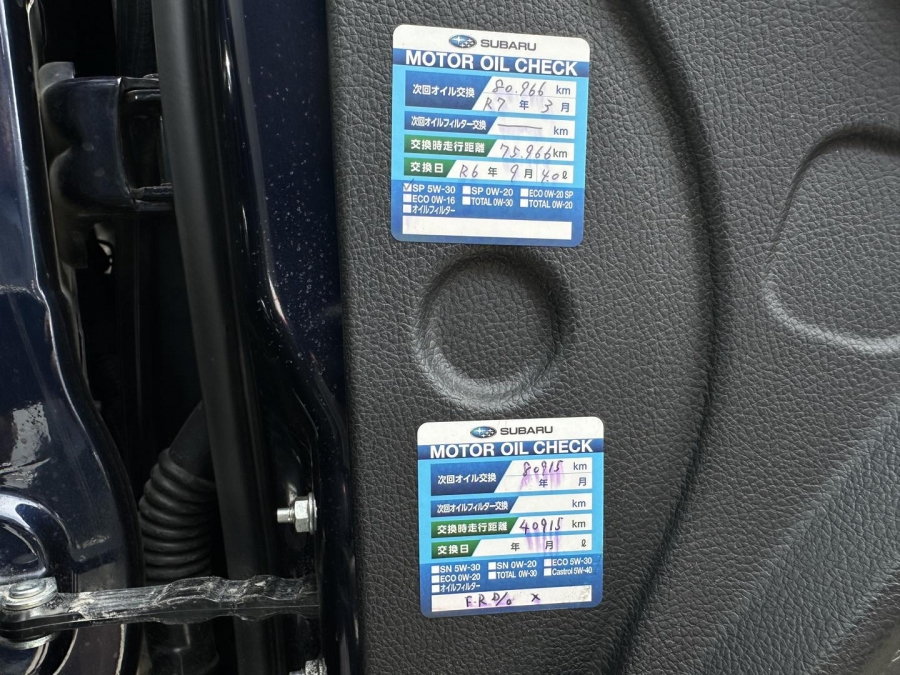 SUBARU
MOTOR OIL CHECK
次回オイル交換 80.966 km
R7 年 3 月
次回オイルフィルター交換 — km
交換時走行距離 75.966 km
交換日 R6 年 9 月 4.0 ℓ
SP 5W-30 SP 0W-20 ECO 0W-20 SP
ECO 0W-16 TOTAL 0W-30 TOTAL 0W-20
オイルフィルター
SUBARU
MOTOR OIL CHECK
次回オイル交換 80915 km
年 月
次回オイルフィルター交換 km
交換時走行距離 40915 km
交換日 年 月 ℓ
SN 5W-30 SN 0W-20 ECO 5W-30
ECO 0W-20 TOTAL 0W-30 Castrol 5W-40
オイルフィルター
F.R D/o x